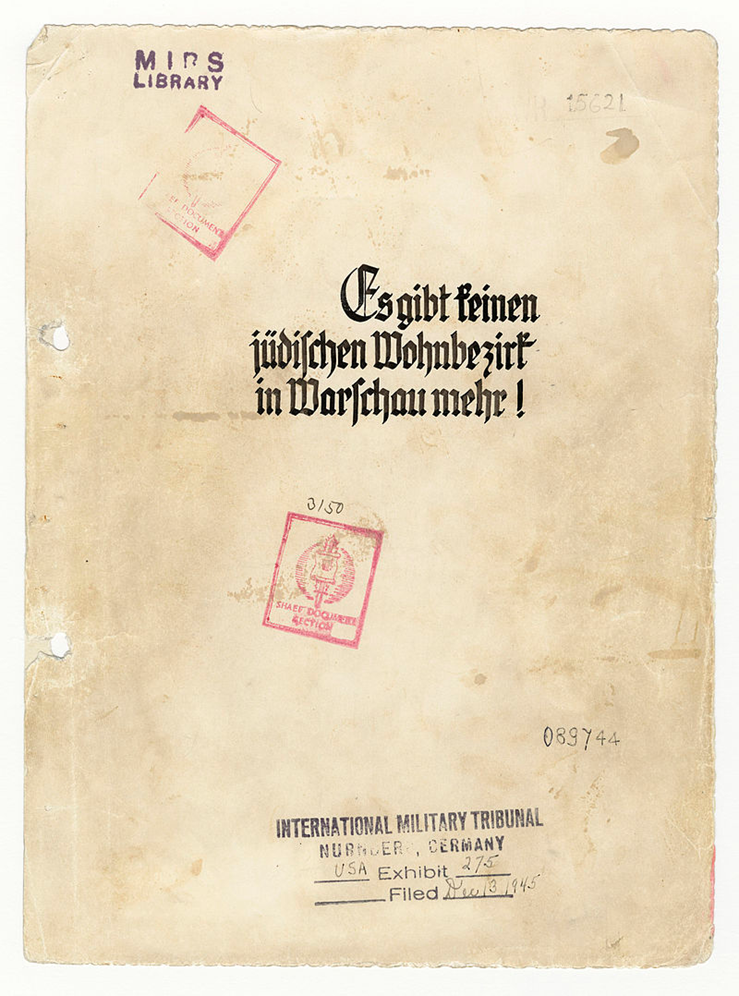 MIRS
LIBRARY
15621
SHAEF DOCUMENT
SECTION
Es gibt keinen
jüdischen Wohnbezirk
in Warschau mehr!
3150
SHAEF DOCUMENT
SECTION
089744
INTERNATIONAL MILITARY TRIBUNAL
NURNBERG, GERMANY
USA Exhibit 275
Filed Dec 13 1945